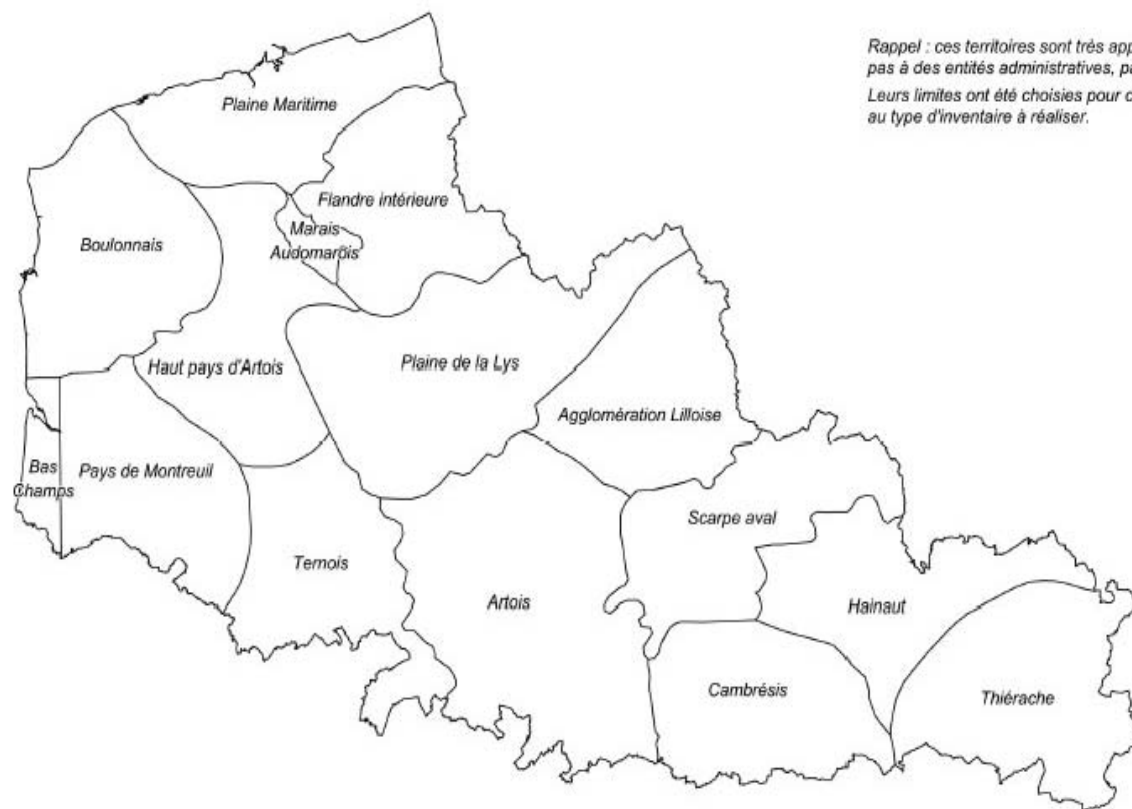 Rappel : ces territoires sont très app
pas à des entités administratives, pa
Leurs limites ont été choisies pour c
au type d'inventaire à réaliser.
Plaine Maritime
Flandre intérieure
Marais
Audomarois
Boulonnais
Haut pays d'Artois
Plaine de la Lys
Agglomération Lilloise
Bas
Champs
Pays de Montreuil
Scarpe aval
Ternois
Artois
Hainaut
Cambrésis
Thiérache